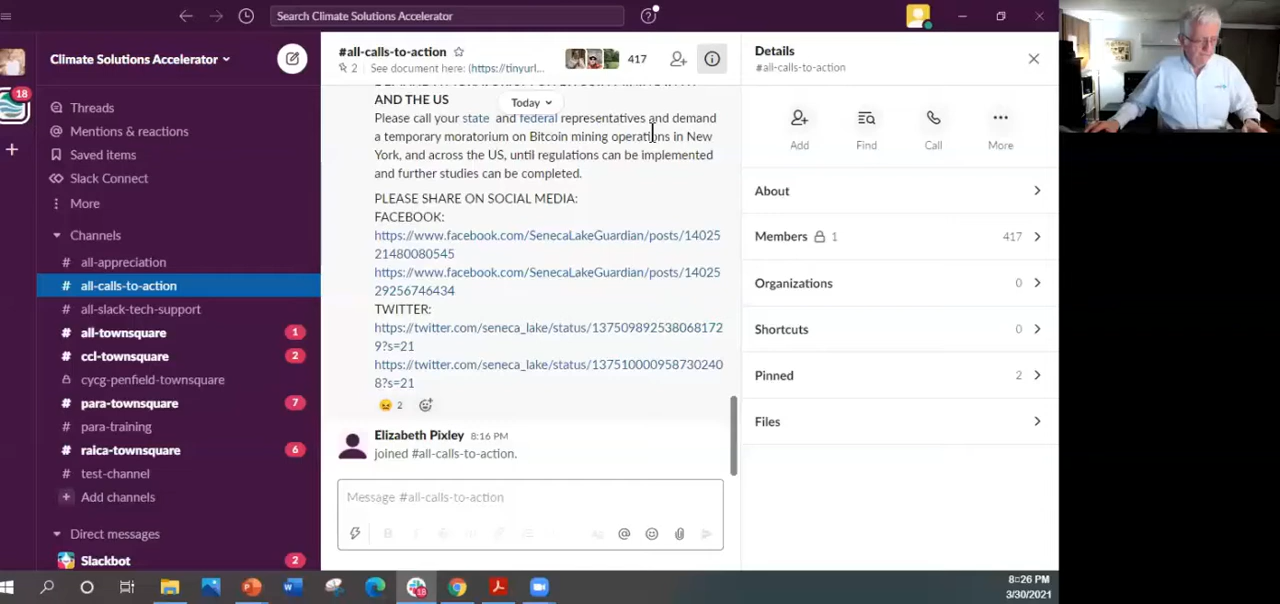 Search Climate Solutions Accelerator
18
Climate Solutions Accelerator
Threads
Mentions & reactions
Saved items
Slack Connect
More
Channels
# all-appreciation
# all-calls-to-action
# all-slack-tech-support
# all-townsquare 1
# ccl-townsquare 2
cycg-penfield-townsquare
# para-townsquare 7
# para-training
# raica-townsquare 6
# test-channel
+ Add channels
Direct messages
Slackbot 2
#all-calls-to-action
2 See document here: (https://tinyurl...
417
AND THE US
Today
Please call your state and federal representatives and demand
a temporary moratorium on Bitcoin mining operations in New
York, and across the US, until regulations can be implemented
and further studies can be completed.
PLEASE SHARE ON SOCIAL MEDIA:
FACEBOOK:
https://www.facebook.com/SenecaLakeGuardian/posts/14025
21480080545
https://www.facebook.com/SenecaLakeGuardian/posts/14025
29256746434
TWITTER:
https://twitter.com/seneca_lake/status/137509892538068172
9?s=21
https://twitter.com/seneca_lake/status/137510000958730240
8?s=21
2
Elizabeth Pixley 8:16 PM
joined #all-calls-to-action.
Message #all-calls-to-action
Details
#all-calls-to-action
Add
Find
Call
More
About
Members 1 417
Organizations 0
Shortcuts 0
Pinned 2
Files
8:26 PM
3/30/2021